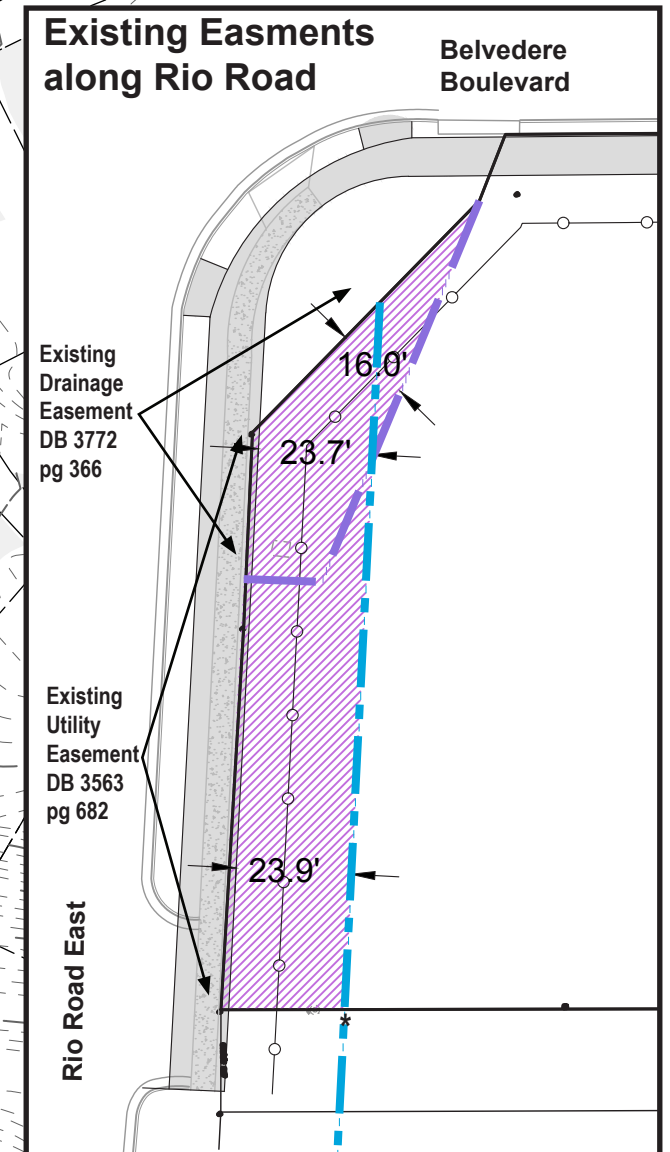 Existing Easments
along Rio Road
Belvedere
Boulevard
Existing
Drainage
Easement
DB 3772
pg 366
16.0'
23.7'
Existing
Utility
Easement
DB 3563
pg 682
23.9'
Rio Road East
*